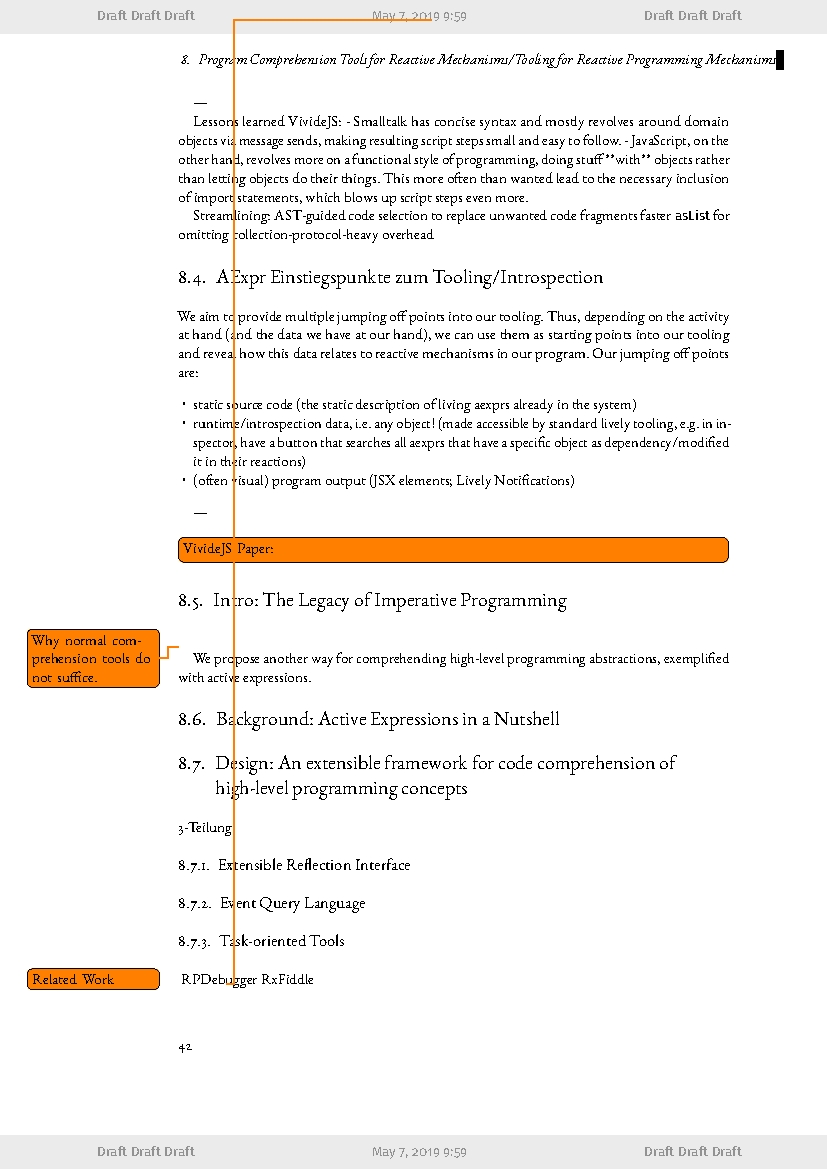 Draft Draft Draft May 7, 2019 9:59 Draft Draft Draft
8. Program Comprehension Tools for Reactive Mechanisms/Tooling for Reactive Programming Mechanisms
—
Lessons learned VivideJS: - Smalltalk has concise syntax and mostly revolves around domain
objects via message sends, making resulting script steps small and easy to follow. - JavaScript, on the
other hand, revolves more on a functional style of programming, doing stuff **with** objects rather
than letting objects do their things. This more often than wanted lead to the necessary inclusion
of import statements, which blows up script steps even more.
Streamlining: AST-guided code selection to replace unwanted code fragments faster asList for
omitting collection-protocol-heavy overhead
8.4. AExpr Einstiegspunkte zum Tooling/Introspection
We aim to provide multiple jumping off points into our tooling. Thus, depending on the activity
at hand (and the data we have at our hand), we can use them as starting points into our tooling
and reveal how this data relates to reactive mechanisms in our program. Our jumping off points
are:
• static source code (the static description of living aexprs already in the system)
• runtime/introspection data, i.e. any object! (made accessible by standard lively tooling, e.g. in in-
spector, have a button that searches all aexprs that have a specific object as dependency/modified
it in their reactions)
• (often visual) program output (JSX elements; Lively Notifications)
—
VivideJS Paper:
8.5. Intro: The Legacy of Imperative Programming
Why normal com-
prehension tools do
not suffice.
We propose another way for comprehending high-level programming abstractions, exemplified
with active expressions.
8.6. Background: Active Expressions in a Nutshell
8.7. Design: An extensible framework for code comprehension of
high-level programming concepts
3-Teilung
8.7.1. Extensible Reflection Interface
8.7.2. Event Query Language
8.7.3. Task-oriented Tools
Related Work
RPDebugger RxFiddle
42
Draft Draft Draft May 7, 2019 9:59 Draft Draft Draft